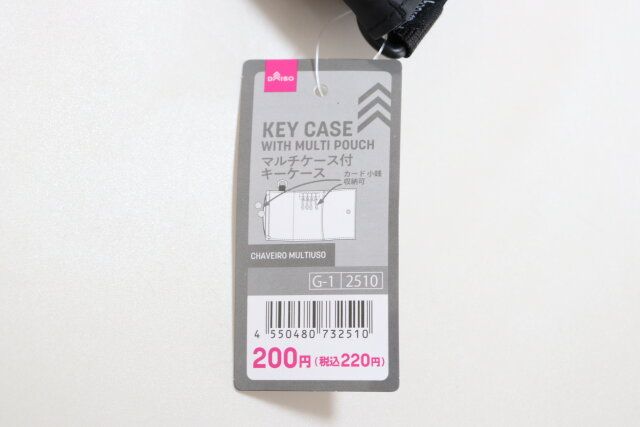 DAISO
KEY CASE
WITH MULTI POUCH
マルチケース付
キーケース
カード 小銭
収納可
CHAVEIRO MULTIUSO
G-1 2510
4 550480 732510
200円(税込220円)